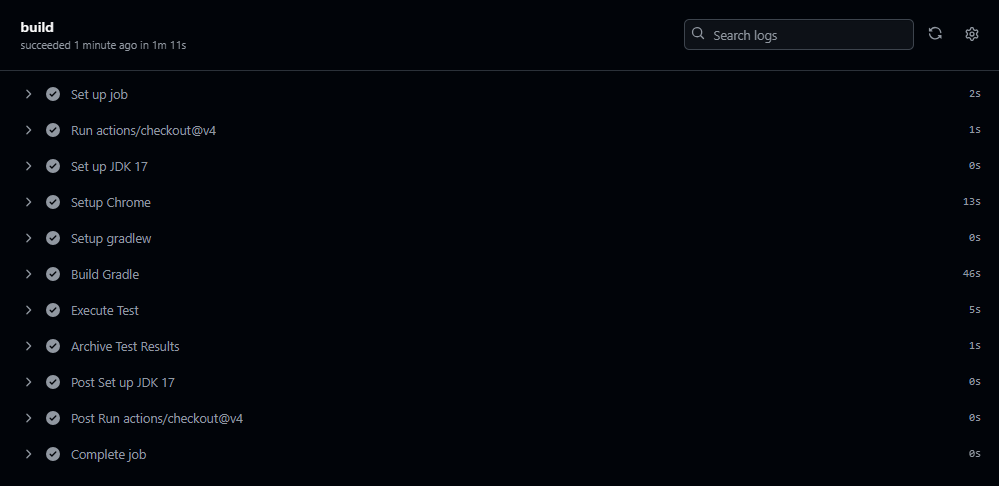 build
succeeded 1 minute ago in 1m 11s
Search logs
Set up job 2s
Run actions/checkout@v4 1s
Set up JDK 17 0s
Setup Chrome 13s
Setup gradlew 0s
Build Gradle 46s
Execute Test 5s
Archive Test Results 1s
Post Set up JDK 17 0s
Post Run actions/checkout@v4 0s
Complete job 0s